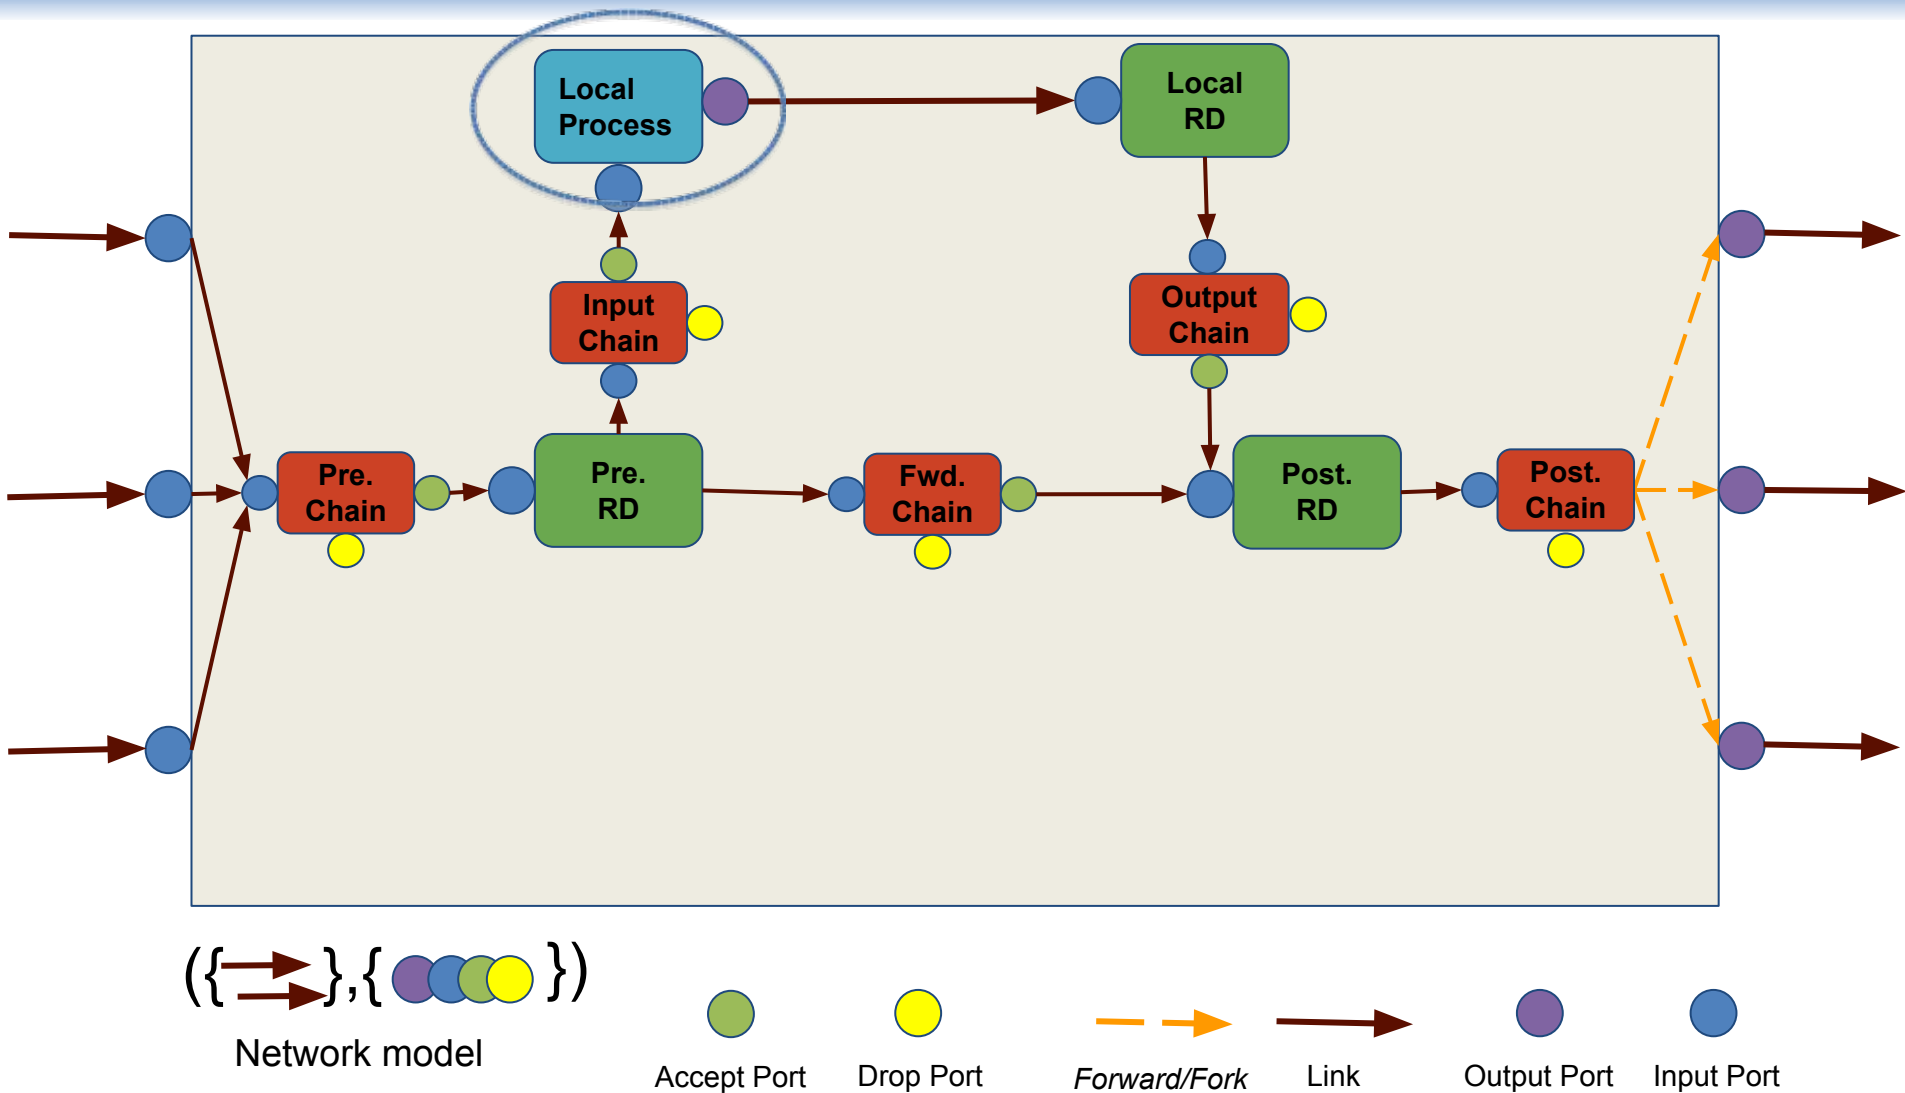 Local
Process
Local
RD
Input
Chain
Output
Chain
Pre.
Chain
Pre.
RD
Fwd.
Chain
Post.
RD
Post.
Chain
({ },{ })
Network model
Accept Port
Drop Port
Forward/Fork
Link
Output Port
Input Port